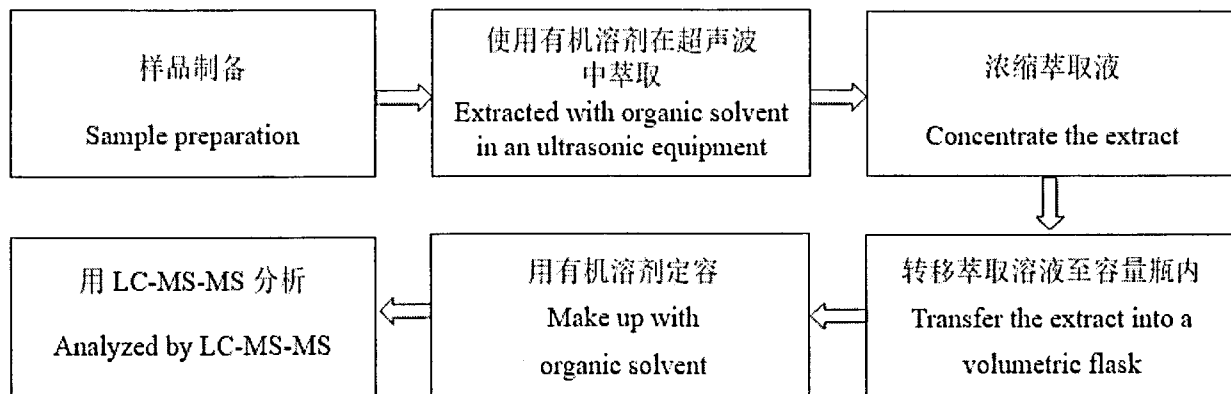 样品制备
Sample preparation
使用有机溶剂在超声波
中萃取
Extracted with organic solvent
in an ultrasonic equipment
浓缩萃取液
Concentrate the extract
转移萃取溶液至容量瓶内
Transfer the extract into a
volumetric flask
用有机溶剂定容
Make up with
organic solvent
用 LC-MS-MS 分析
Analyzed by LC-MS-MS